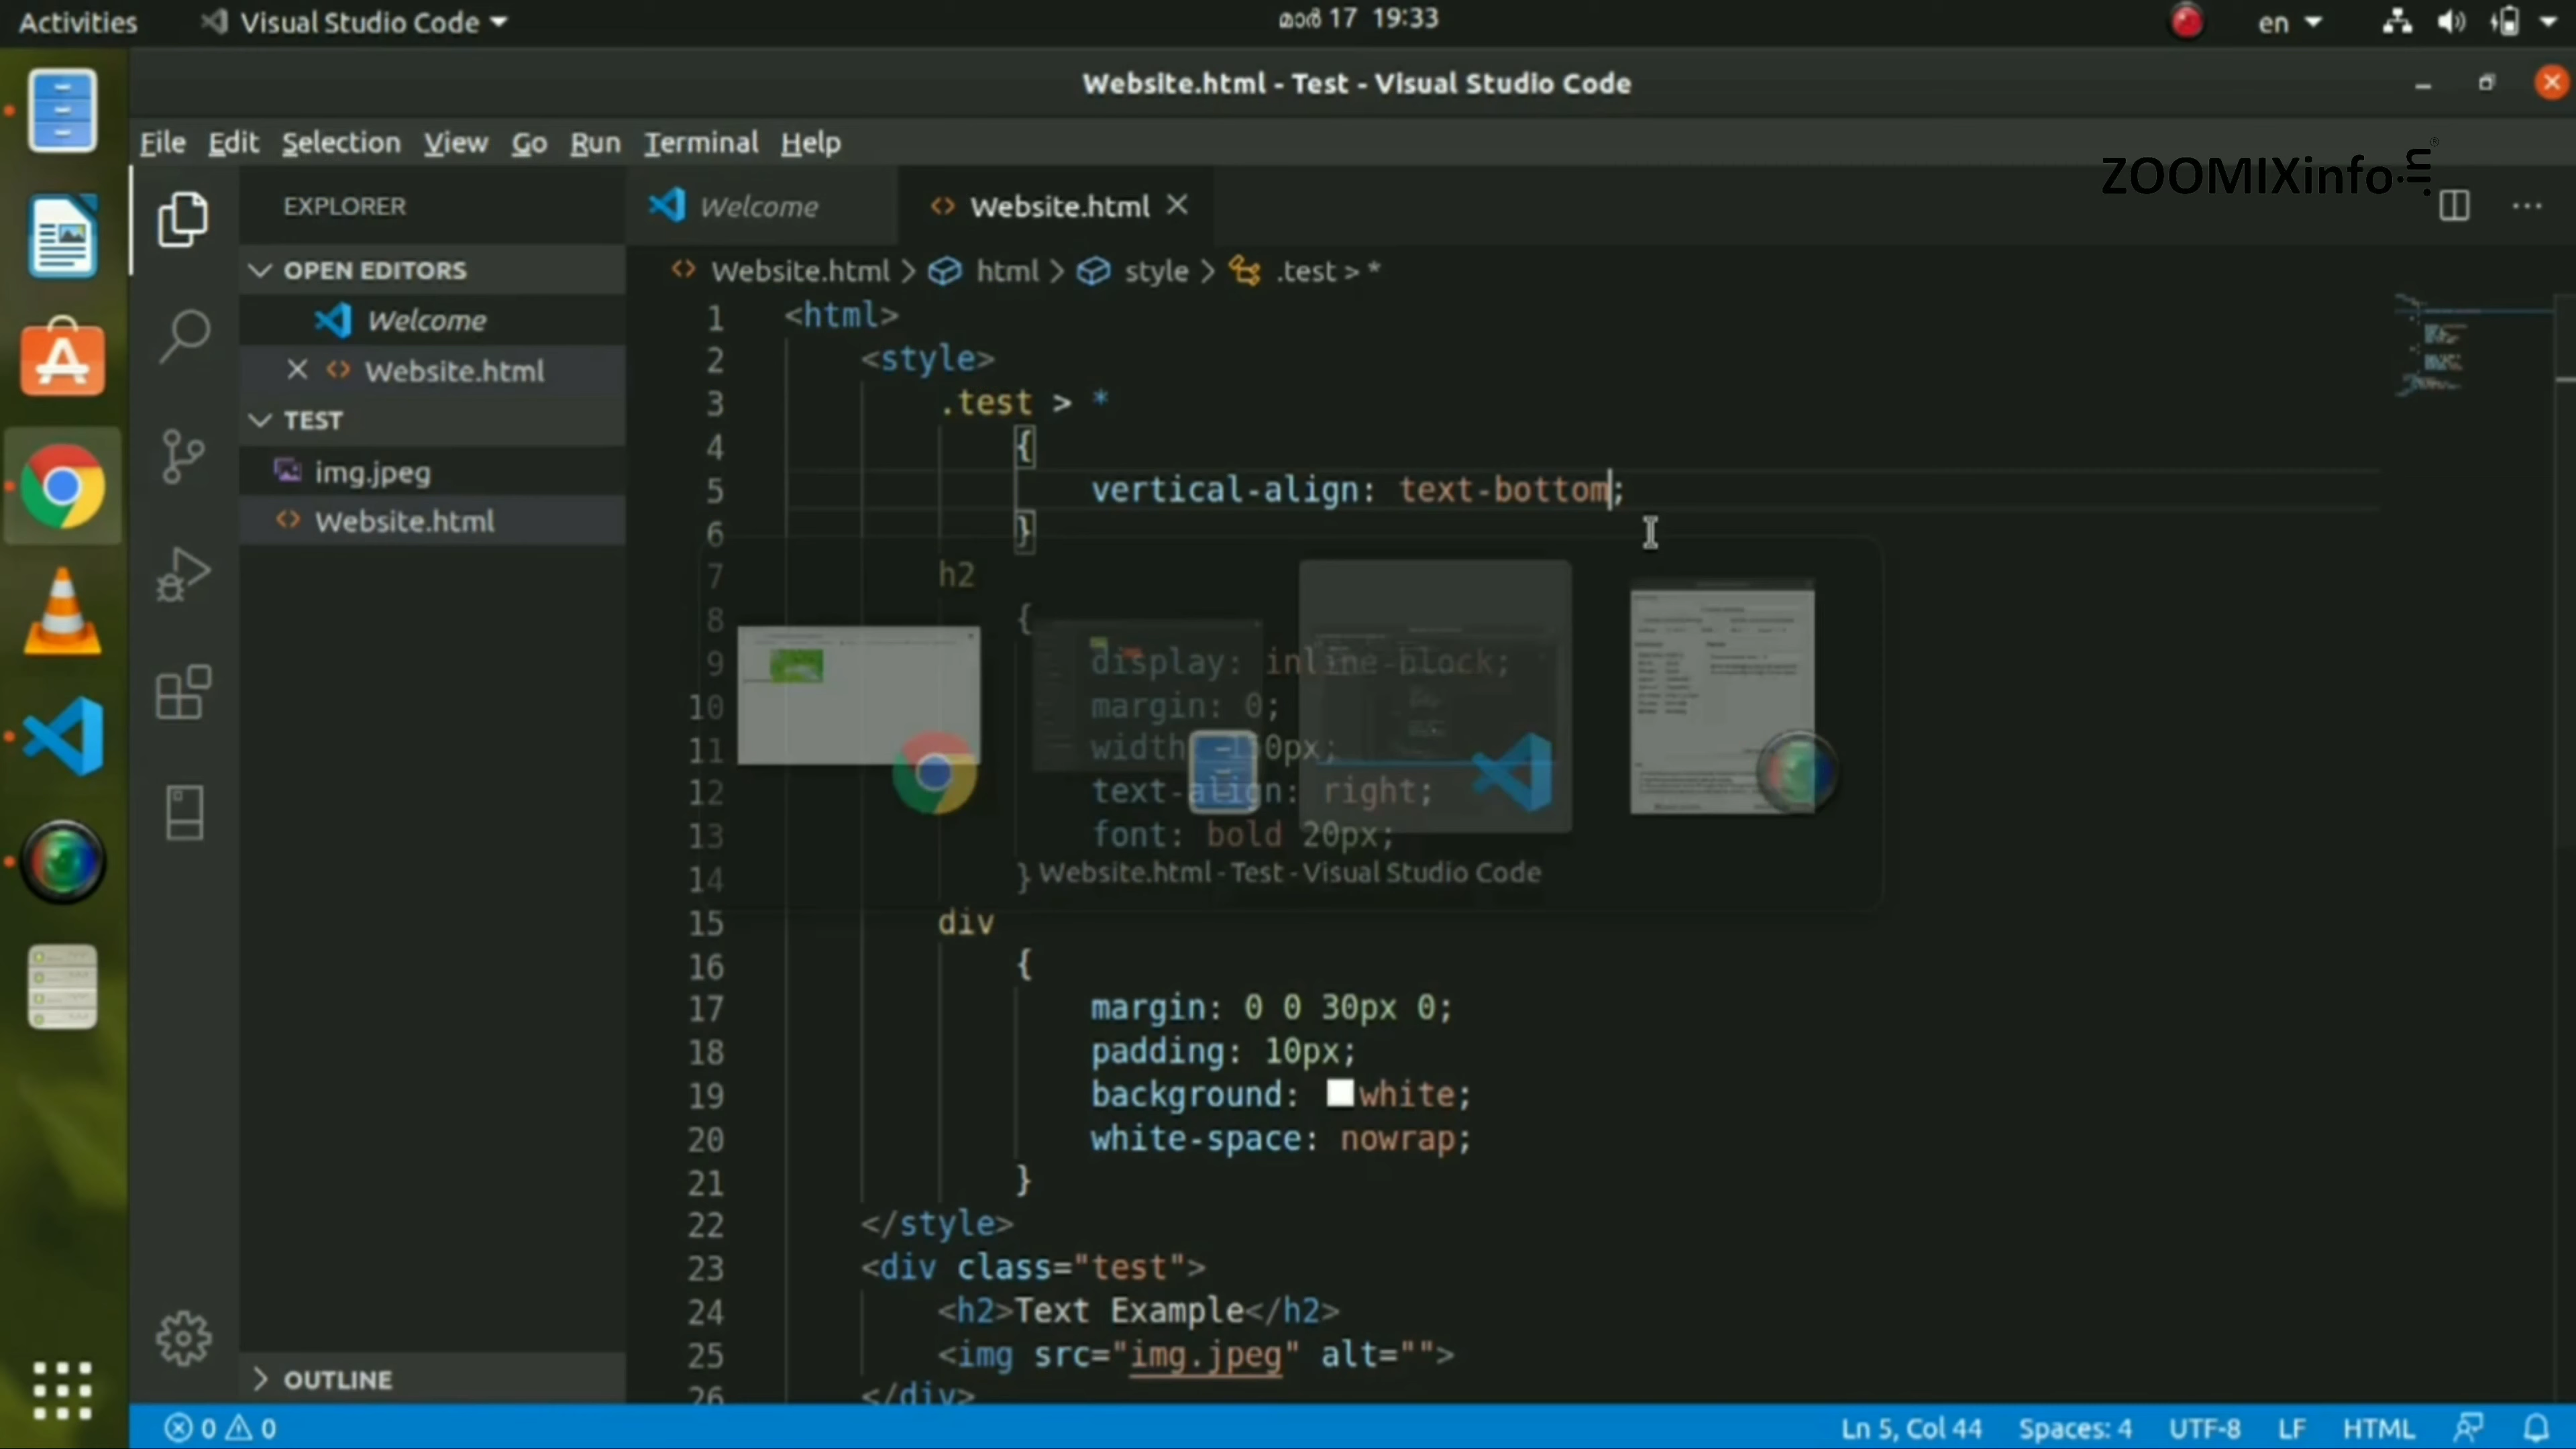 Activities Visual Studio Code മാർ 17 19:33 en
Website.html - Test - Visual Studio Code
File Edit Selection View Go Run Terminal Help
ZOOMIXinfo.in
EXPLORER
OPEN EDITORS
Welcome
Website.html
TEST
img.jpeg
Website.html
OUTLINE
Welcome Website.html
Website.html > html > style > .test > *
1 <html>
2 <style>
3 .test > *
4 {
5 vertical-align: text-bottom;
6 }
7 h2
8 {
9 display: inline-block;
10 margin: 0;
11 width: 150px;
12 text-align: right;
13 font: bold 20px;
14 }
Website.html - Test - Visual Studio Code
15 div
16 {
17 margin: 0 0 30px 0;
18 padding: 10px;
19 background: white;
20 white-space: nowrap;
21 }
22 </style>
23 <div class="test">
24 <h2>Text Example</h2>
25 <img src="img.jpeg" alt="">
26 </div>
0 0 Ln 5, Col 44 Spaces: 4 UTF-8 LF HTML